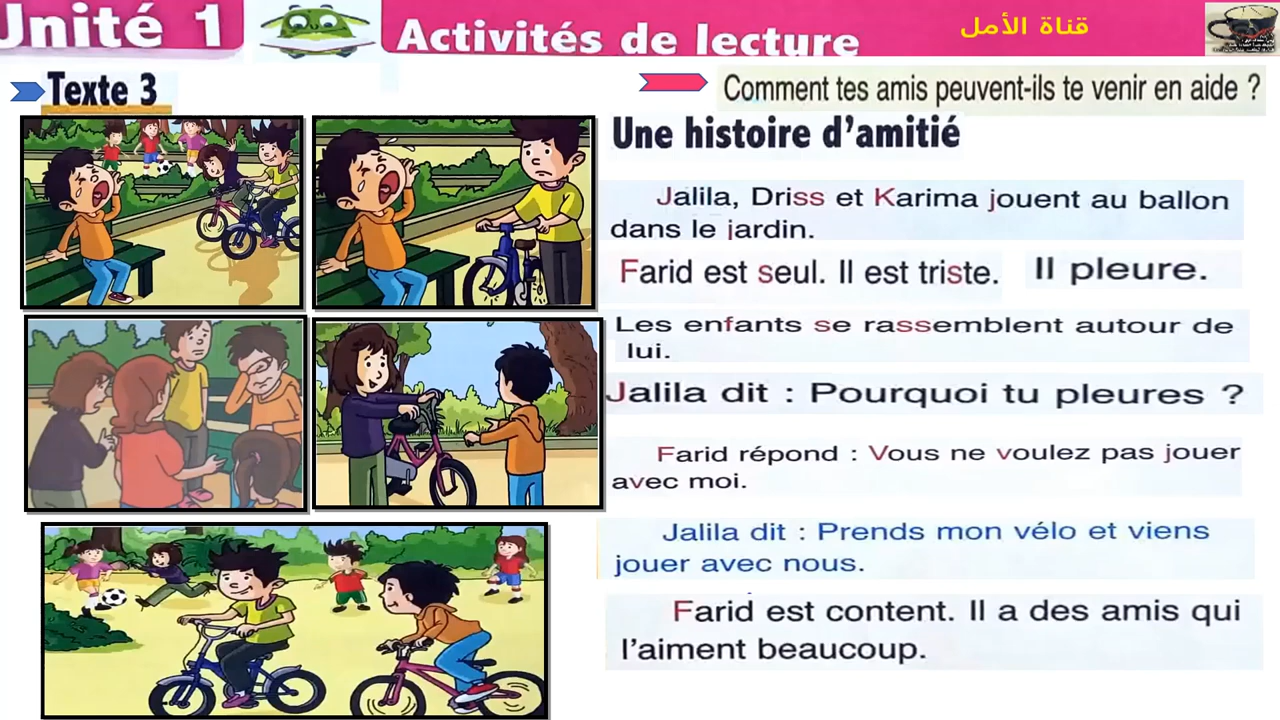 Unité 1
Activités de lecture
قناة الأمل
Texte 3
Comment tes amis peuvent-ils te venir en aide ?
Une histoire d'amitié
Jalila, Driss et Karima jouent au ballon
dans le jardin.
Farid est seul. Il est triste. Il pleure.
Les enfants se rassemblent autour de
lui.
Jalila dit : Pourquoi tu pleures ?
Farid répond : Vous ne voulez pas jouer
avec moi.
Jalila dit : Prends mon vélo et viens
jouer avec nous.
Farid est content. Il a des amis qui
l'aiment beaucoup.